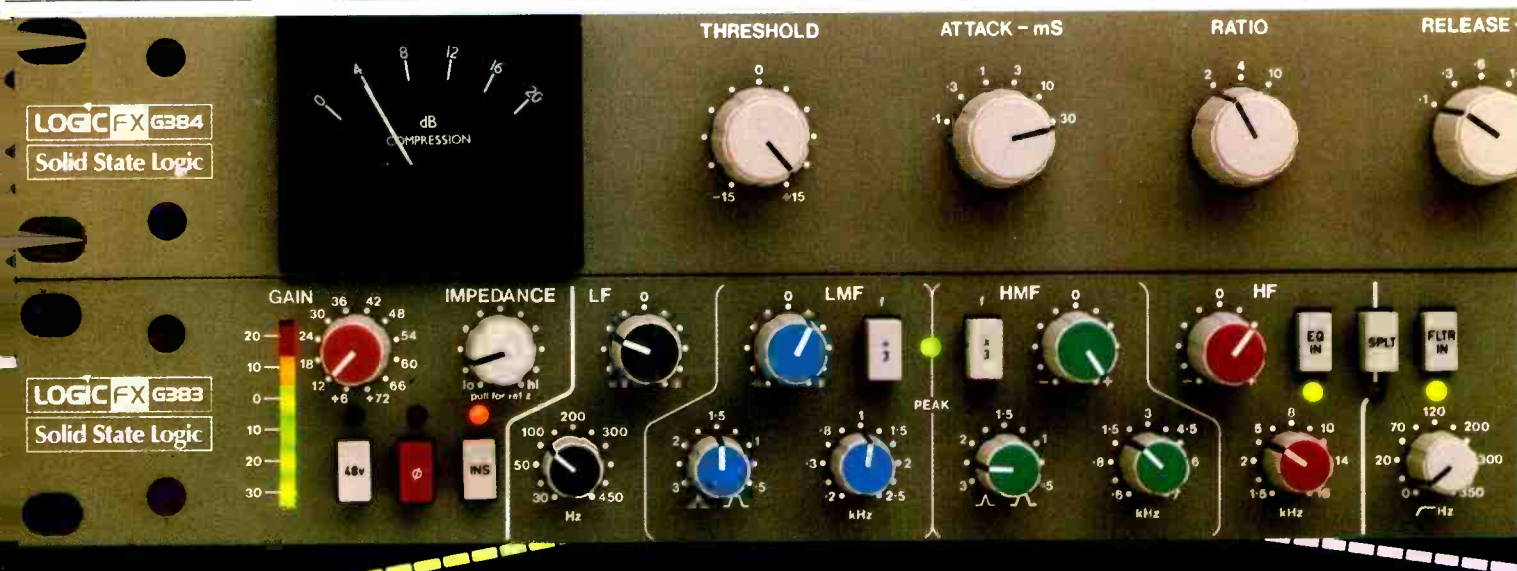 THRESHOLD ATTACK - mS RATIO RELEASE -
0 4 8 12 16 20
dB
COMPRESSION
0 -15 +15
·1 ·3 1 3 10 30
2 4 10
·1 ·3 ·6
LOGIC FX G384
Solid State Logic
GAIN IMPEDANCE LF LMF HMF HF
+6 12 18 24 30 36 42 48 54 60 66 +72
20 10 0 10 20 30
lo hi
pull for ref z
0
0
f
÷
3
f
x
3
0
- +
0
-
EQ
IN
SPLT
FLTR
IN
PEAK
LOGIC FX G383
Solid State Logic
48v
Ø
INS
30 50 100 200 300 450
Hz
3 2 1·5 1 ·5
·2 ·3 ·8 1 1·5 2 2·5
kHz
3 2 1·5 1 ·5
·6 ·8 1·5 3 4·5 6 7
kHz
1·5 2 5 8 10 14 16
kHz
0 20 70 120 200 300 350
Hz